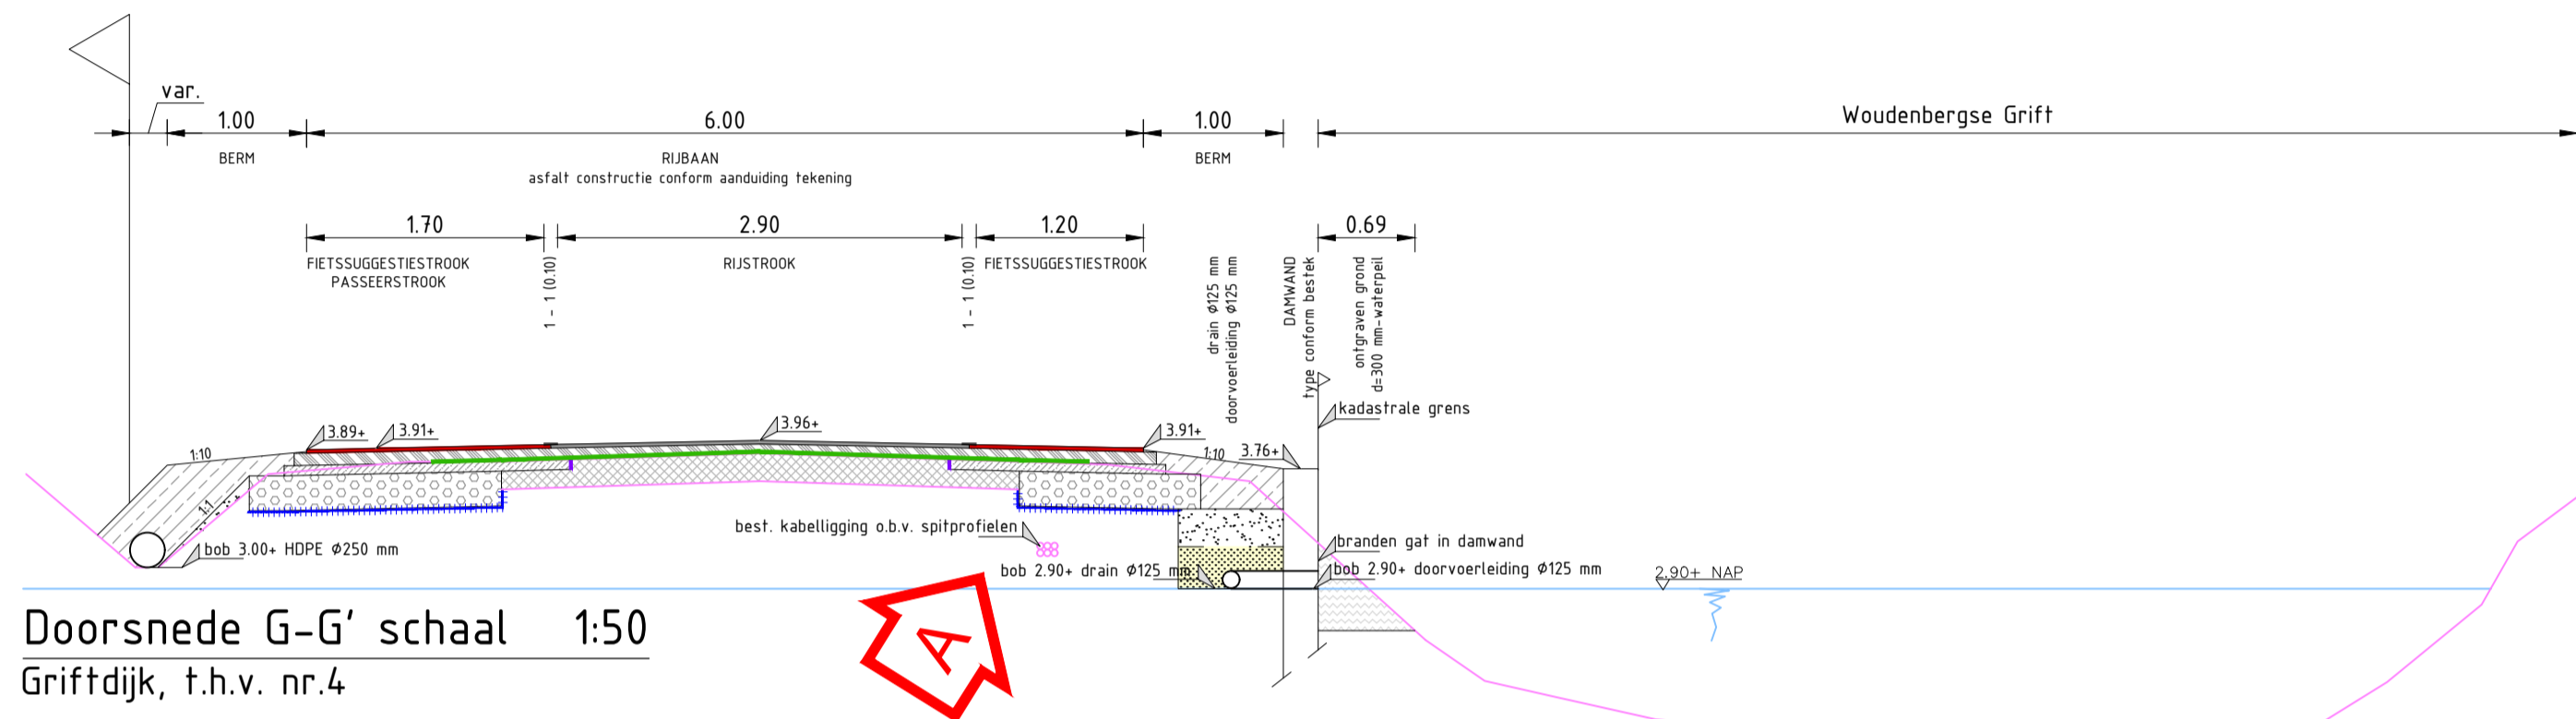 var.
1.00
6.00
1.00
Woudenbergse Grift
BERM
RIJBAAN
BERM
asfalt constructie conform aanduiding tekening
1.70
2.90
1.20
0.69
FIETSSUGGESTIESTROOK
PASSEERSTROOK
1 - 1 (0.10)
RIJSTROOK
1 - 1 (0.10)
FIETSSUGGESTIESTROOK
drain Ø125 mm
doorvoerleiding Ø125 mm
DAMWAND
type conform bestek
ontgraven grond
d=300 mm-waterpeil
kadastrale grens
3.89+
3.91+
3.96+
3.91+
3.76+
1:10
1:10
1:1
best. kabelligging o.b.v. spitprofielen
branden gat in damwand
bob 3.00+ HDPE Ø250 mm
bob 2.90+ drain Ø125 mm
bob 2.90+ doorvoerleiding Ø125 mm
2.90+ NAP
A
Doorsnede G-G' schaal 1:50
Griftdijk, t.h.v. nr.4